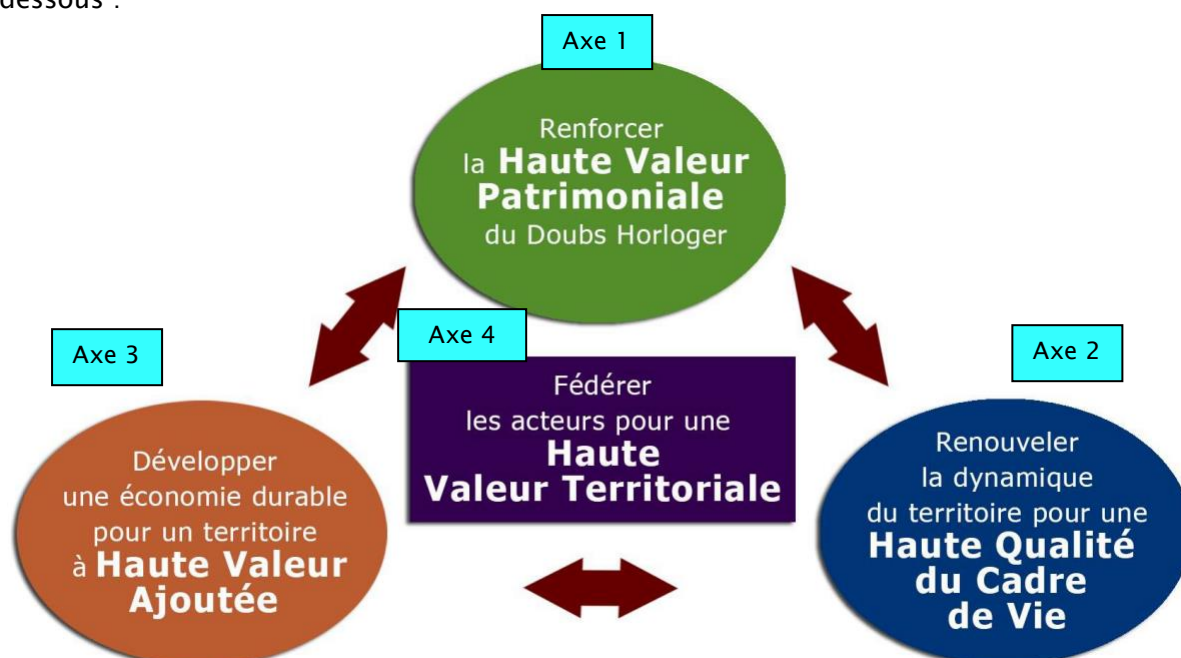 dessous :
Axe 1
Renforcer
la Haute Valeur
Patrimoniale
du Doubs Horloger
Axe 4
Fédérer
les acteurs pour une
Haute
Valeur Territoriale
Axe 3
Développer
une économie durable
pour un territoire
à Haute Valeur
Ajoutée
Axe 2
Renouveler
la dynamique
du territoire pour une
Haute Qualité
du Cadre
de Vie